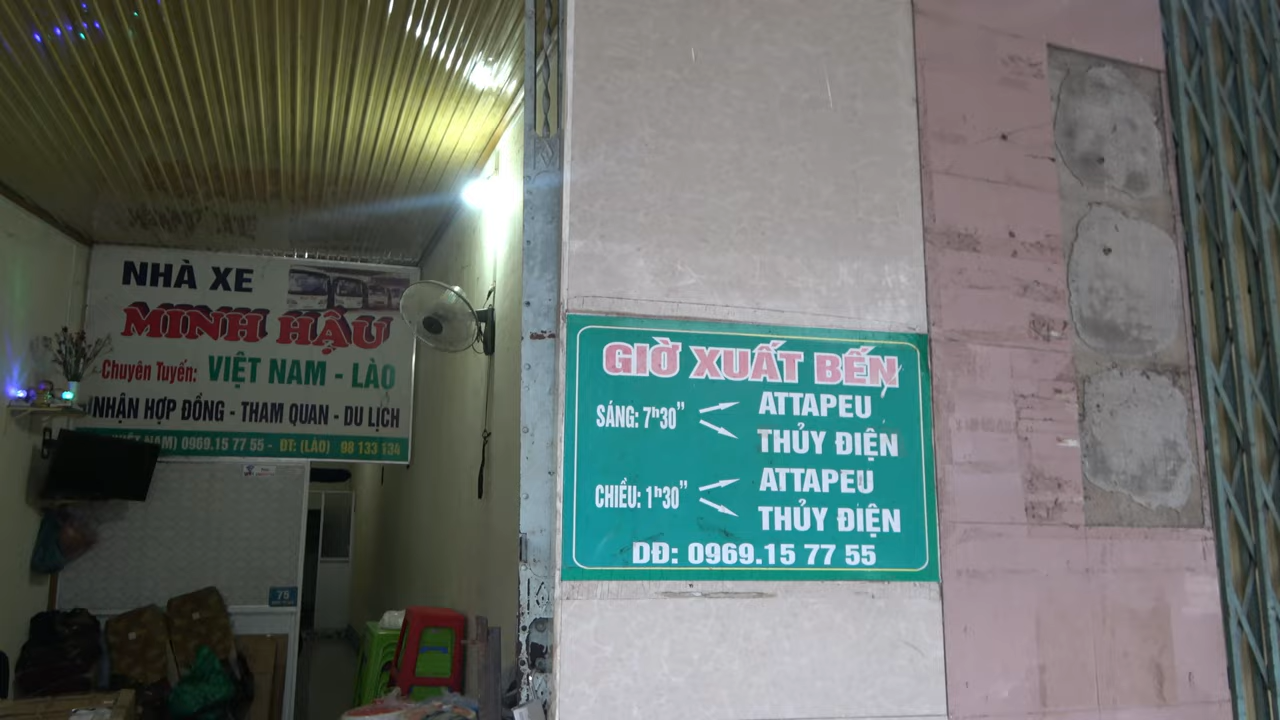 NHÀ XE
MINH HẬU
Chuyên Tuyến: VIỆT NAM - LÀO
NHẬN HỢP ĐỒNG - THAM QUAN - DU LỊCH
NAM) 0969.15 77 55 - ĐT: (LÀO) 98 133 134
75
GIỜ XUẤT BẾN
SÁNG: 7h30" ATTAPEU
THỦY ĐIỆN
CHIỀU: 1h30" ATTAPEU
THỦY ĐIỆN
DĐ: 0969.15 77 55